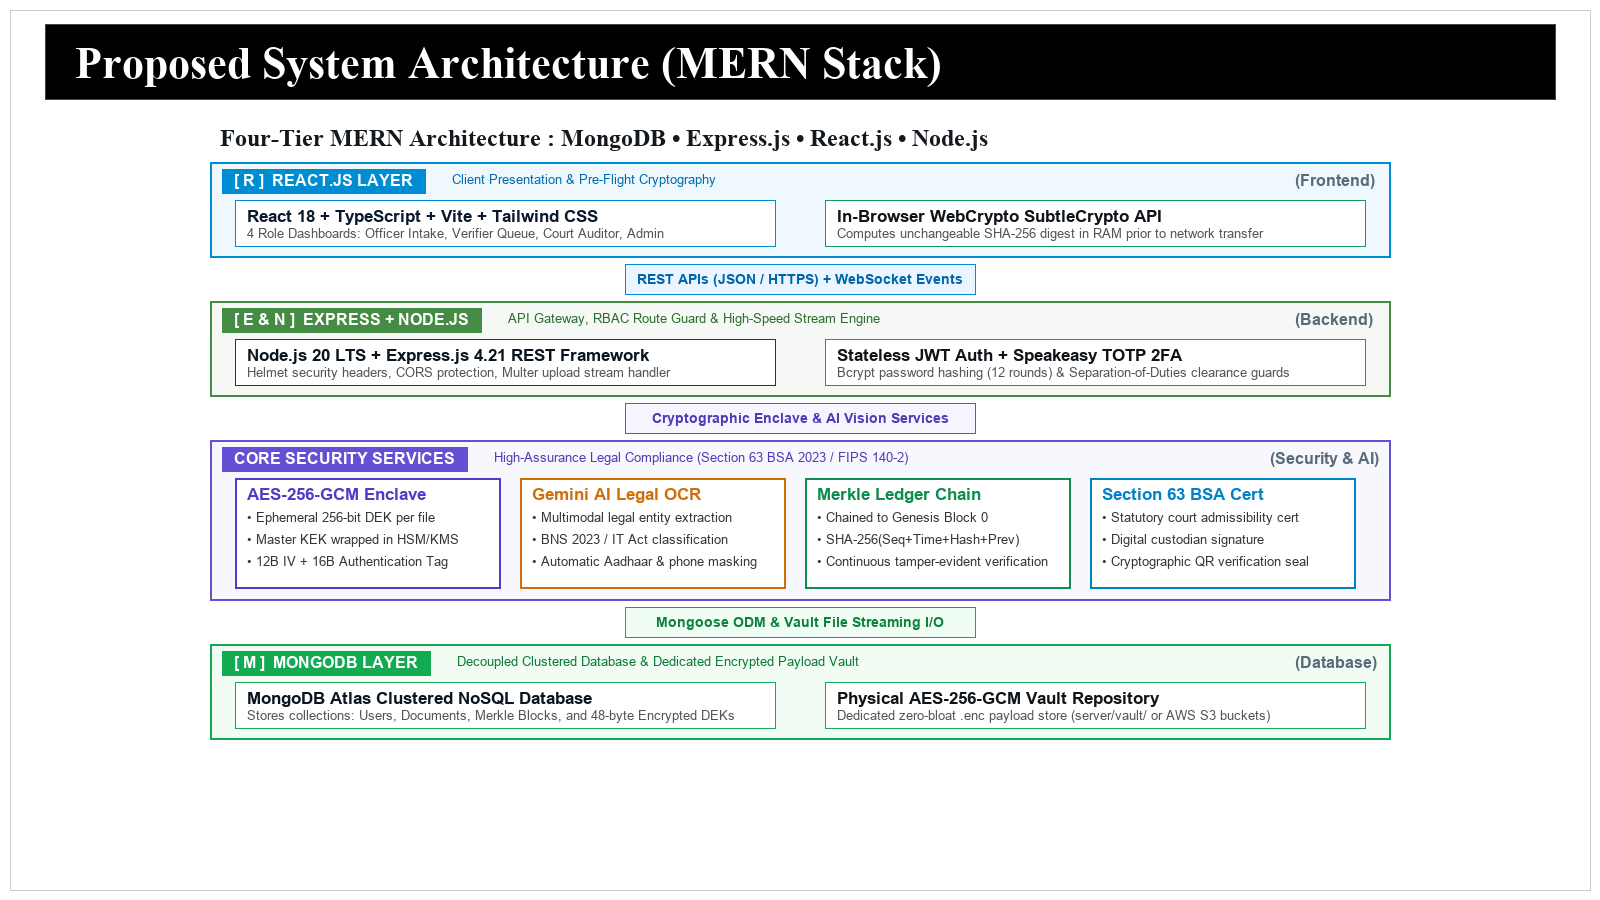 Proposed System Architecture (MERN Stack)
Four-Tier MERN Architecture : MongoDB • Express.js • React.js • Node.js
[ R ] REACT.JS LAYER
Client Presentation & Pre-Flight Cryptography
(Frontend)
React 18 + TypeScript + Vite + Tailwind CSS
4 Role Dashboards: Officer Intake, Verifier Queue, Court Auditor, Admin
In-Browser WebCrypto SubtleCrypto API
Computes unchangeable SHA-256 digest in RAM prior to network transfer
REST APIs (JSON / HTTPS) + WebSocket Events
[ E & N ] EXPRESS + NODE.JS
API Gateway, RBAC Route Guard & High-Speed Stream Engine
(Backend)
Node.js 20 LTS + Express.js 4.21 REST Framework
Helmet security headers, CORS protection, Multer upload stream handler
Stateless JWT Auth + Speakeasy TOTP 2FA
Bcrypt password hashing (12 rounds) & Separation-of-Duties clearance guards
Cryptographic Enclave & AI Vision Services
CORE SECURITY SERVICES
High-Assurance Legal Compliance (Section 63 BSA 2023 / FIPS 140-2)
(Security & AI)
AES-256-GCM Enclave
• Ephemeral 256-bit DEK per file
• Master KEK wrapped in HSM/KMS
• 12B IV + 16B Authentication Tag
Gemini AI Legal OCR
• Multimodal legal entity extraction
• BNS 2023 / IT Act classification
• Automatic Aadhaar & phone masking
Merkle Ledger Chain
• Chained to Genesis Block 0
• SHA-256(Seq+Time+Hash+Prev)
• Continuous tamper-evident verification
Section 63 BSA Cert
• Statutory court admissibility cert
• Digital custodian signature
• Cryptographic QR verification seal
Mongoose ODM & Vault File Streaming I/O
[ M ] MONGODB LAYER
Decoupled Clustered Database & Dedicated Encrypted Payload Vault
(Database)
MongoDB Atlas Clustered NoSQL Database
Stores collections: Users, Documents, Merkle Blocks, and 48-byte Encrypted DEKs
Physical AES-256-GCM Vault Repository
Dedicated zero-bloat .enc payload store (server/vault/ or AWS S3 buckets)